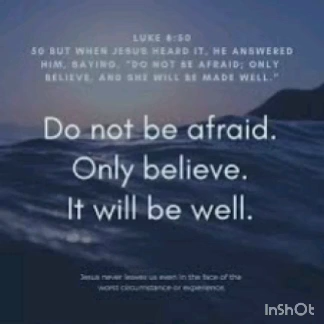 LUKE 8:50
50 BUT WHEN JESUS HEARD IT, HE ANSWERED
HIM, SAYING, "DO NOT BE AFRAID; ONLY
BELIEVE, AND SHE WILL BE MADE WELL."
Do not be afraid.
Only believe.
It will be well.
Jesus never leaves us even in the face of the
worst circumstance or experience.
InShOt